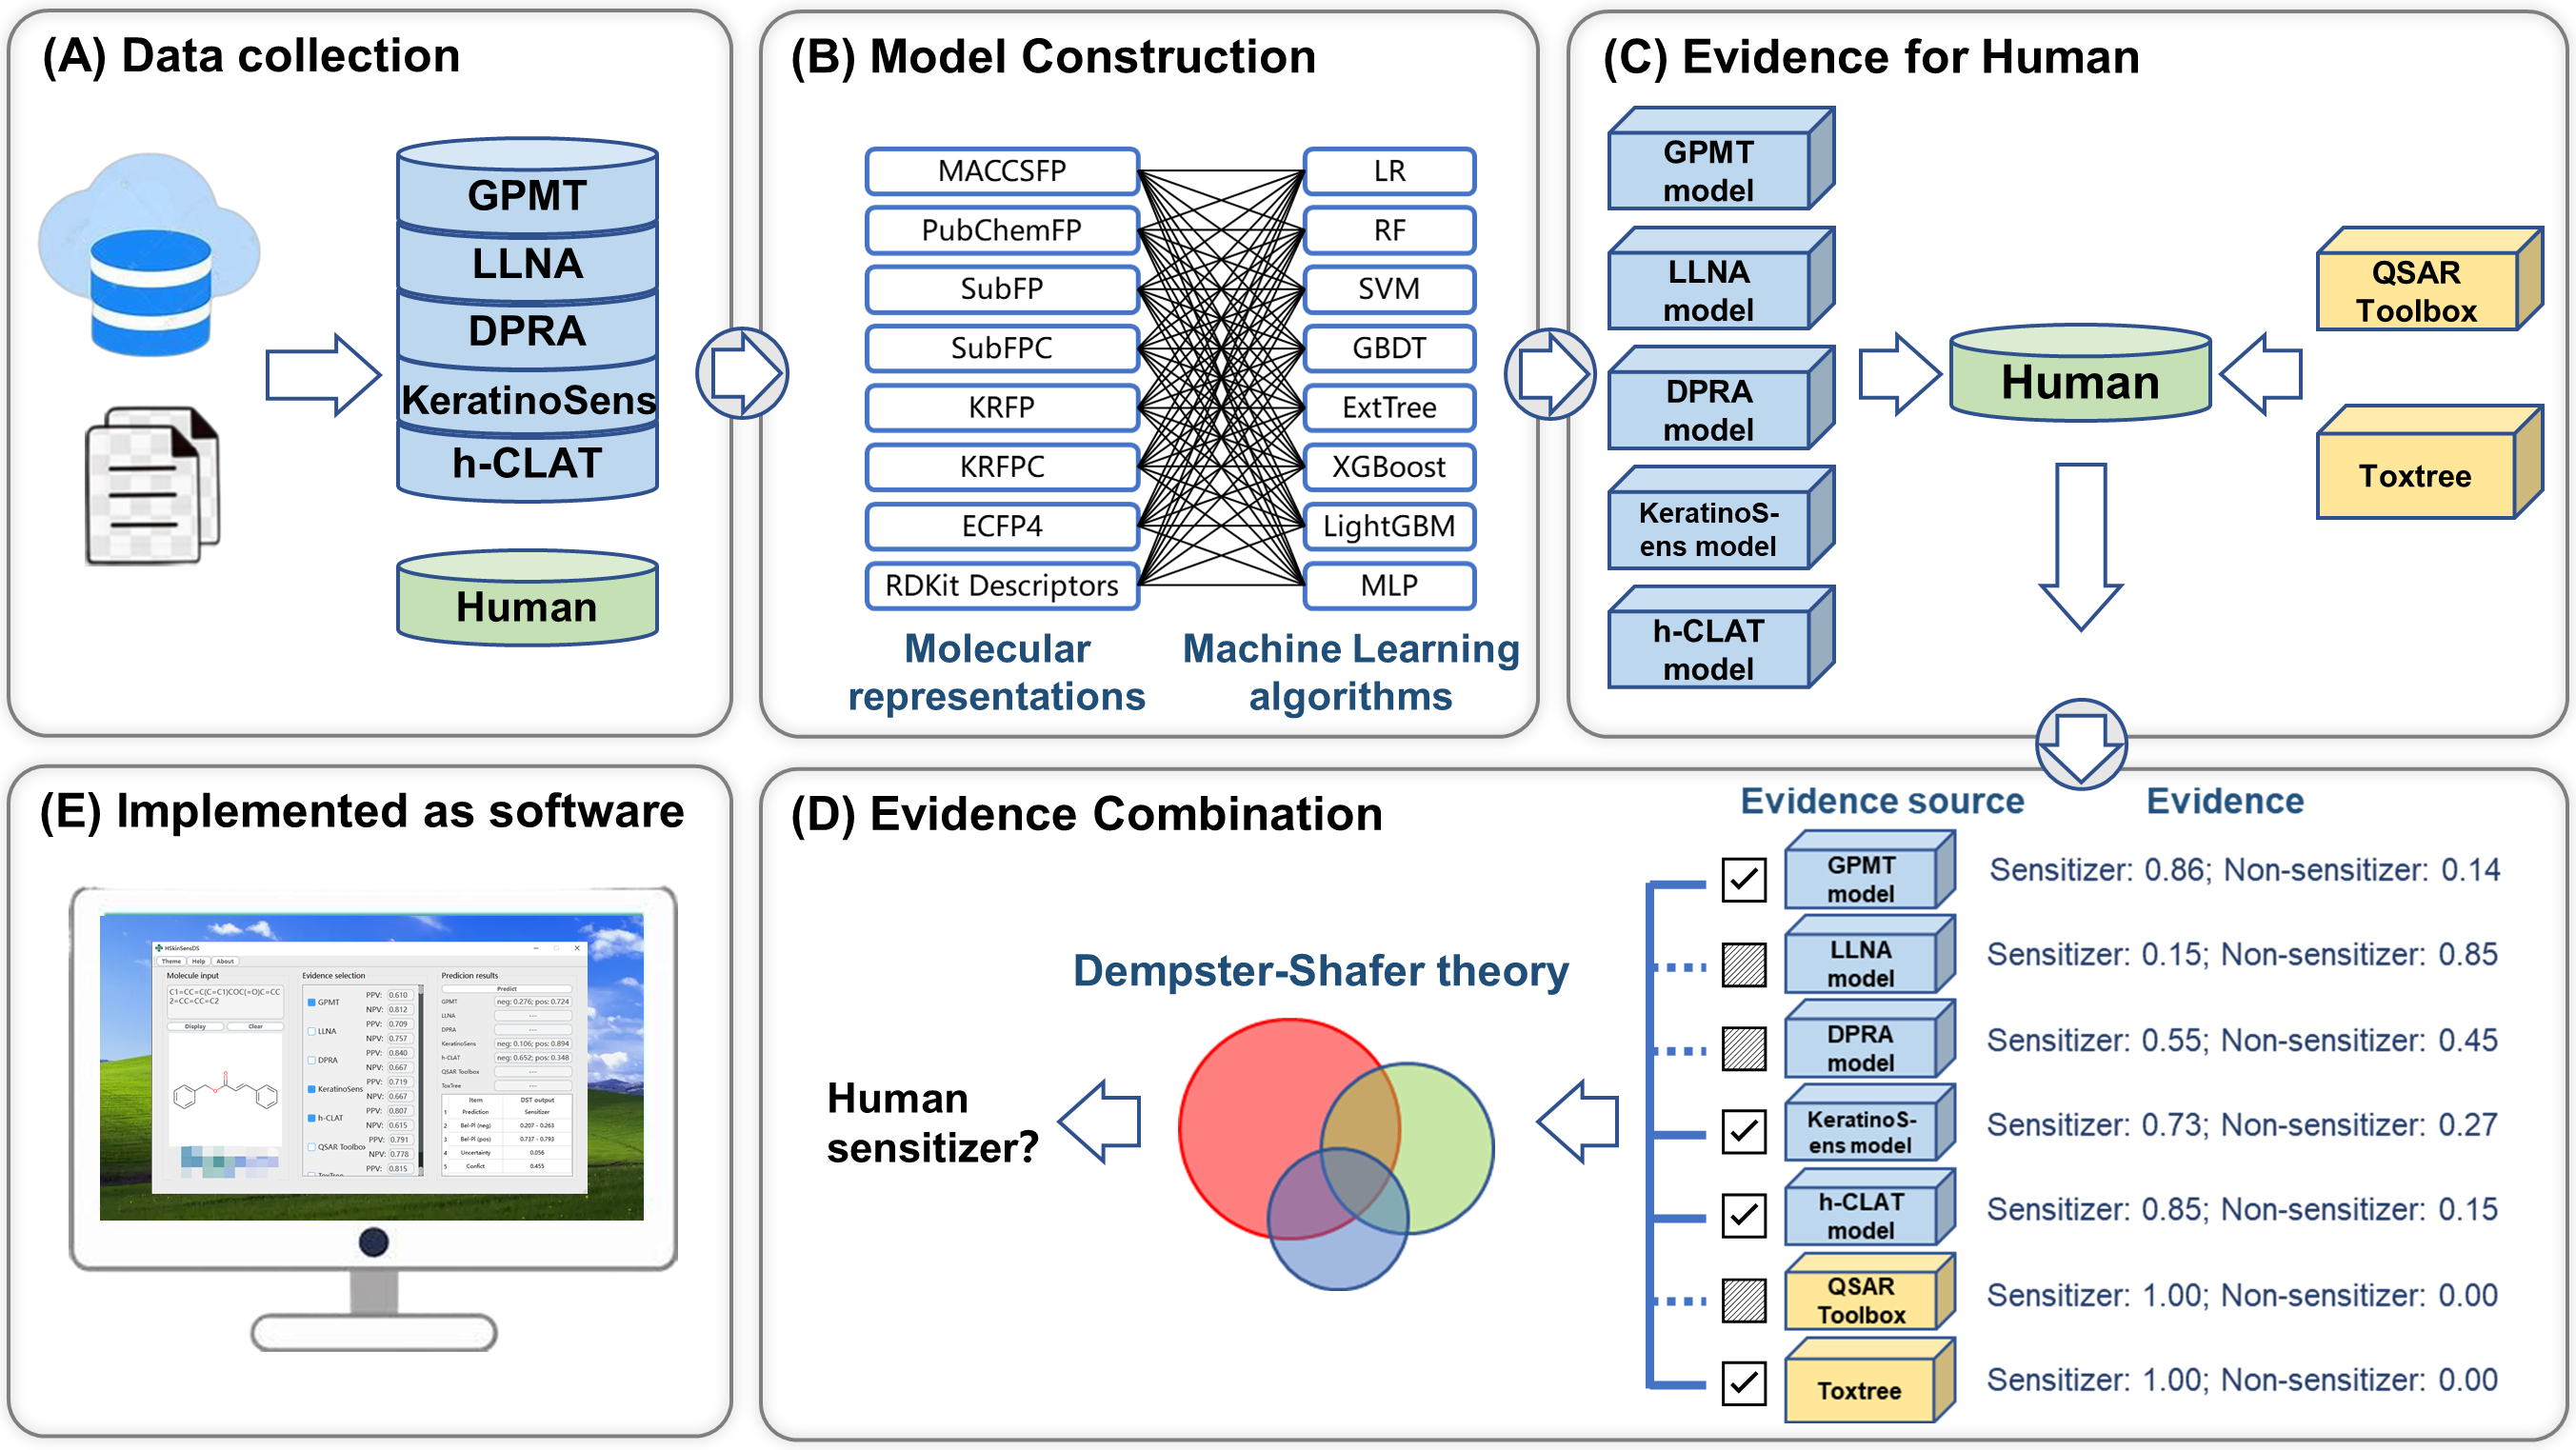 (A) Data collection
GPMT
LLNA
DPRA
KeratinoSens
h-CLAT
Human
(B) Model Construction
MACCSFP
PubChemFP
SubFP
SubFPC
KRFP
KRFPC
ECFP4
RDKit Descriptors
Molecular
representations
LR
RF
SVM
GBDT
ExtTree
XGBoost
LightGBM
MLP
Machine Learning
algorithms
(C) Evidence for Human
GPMT
model
LLNA
model
DPRA
model
KeratinoS-
ens model
h-CLAT
model
Human
QSAR
Toolbox
Toxtree
(D) Evidence Combination
Evidence source
Evidence
GPMT
model
Sensitizer: 0.86; Non-sensitizer: 0.14
LLNA
model
Sensitizer: 0.15; Non-sensitizer: 0.85
DPRA
model
Sensitizer: 0.55; Non-sensitizer: 0.45
KeratinoS-
ens model
Sensitizer: 0.73; Non-sensitizer: 0.27
h-CLAT
model
Sensitizer: 0.85; Non-sensitizer: 0.15
QSAR
Toolbox
Sensitizer: 1.00; Non-sensitizer: 0.00
Toxtree
Sensitizer: 1.00; Non-sensitizer: 0.00
Dempster-Shafer theory
Human
sensitizer?
(E) Implemented as software
HSkinSensDS
Theme Help About
Molecule input
C1=CC=C(C=C1)COC(=O)C=CC
2=CC=CC=C2
Display Clear
Evidence selection
GPMT
PPV: 0.610
NPV: 0.812
LLNA
PPV: 0.709
NPV: 0.757
DPRA
PPV: 0.840
NPV: 0.667
KeratinoSens
PPV: 0.719
NPV: 0.667
h-CLAT
PPV: 0.807
NPV: 0.615
QSAR Toolbox
PPV: 0.791
NPV: 0.778
PPV: 0.815
Predicion results
Predict
GPMT neg: 0.276; pos: 0.724
LLNA ---
DPRA ---
KeratinoSens neg: 0.106; pos: 0.894
h-CLAT neg: 0.652; pos: 0.348
QSAR Toolbox ---
ToxTree ---
Item DST output
1 Prediction Sensitizer
2 Bel-Pl (neg) 0.207 - 0.263
3 Bel-Pl (pos) 0.737 - 0.793
4 Uncertainty 0.056
5 Conflict 0.455